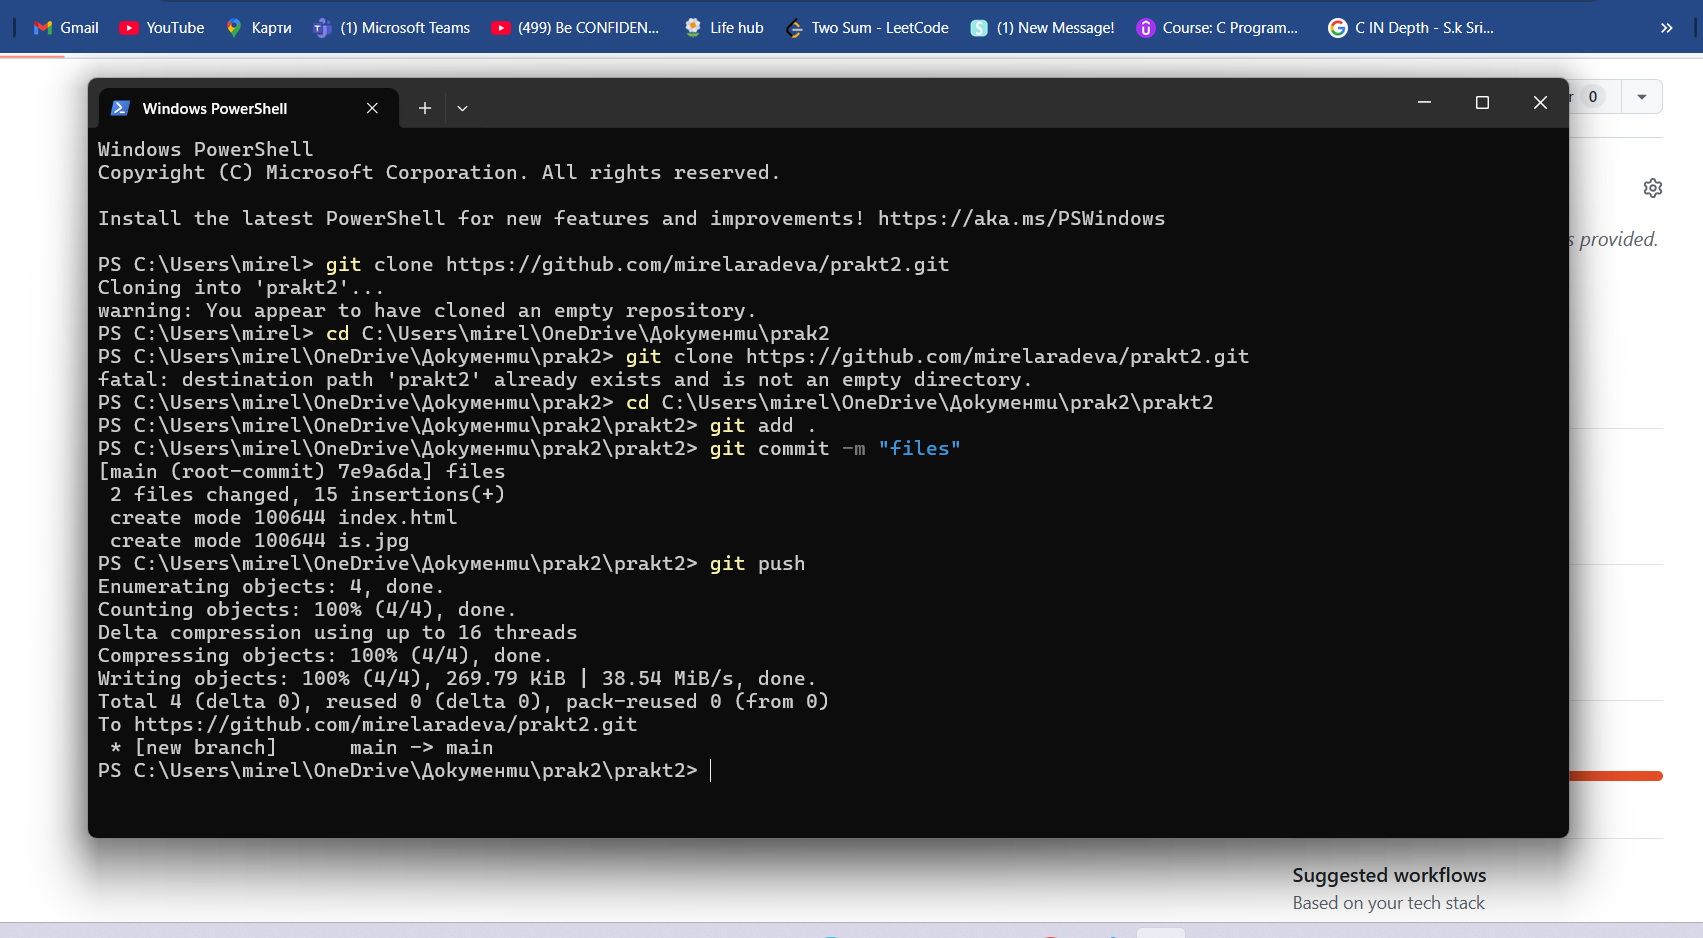 Gmail
YouTube
Карти
(1) Microsoft Teams
(499) Be CONFIDEN...
Life hub
Two Sum - LeetCode
(1) New Message!
Course: C Program...
C IN Depth - S.k Sri...
Windows PowerShell
0
Windows PowerShell
Copyright (C) Microsoft Corporation. All rights reserved.
Install the latest PowerShell for new features and improvements! https://aka.ms/PSWindows
s provided.
PS C:\Users\mirel> git clone https://github.com/mirelaradeva/prakt2.git
Cloning into 'prakt2'...
warning: You appear to have cloned an empty repository.
PS C:\Users\mirel> cd C:\Users\mirel\OneDrive\Документи\prak2
PS C:\Users\mirel\OneDrive\Документи\prak2> git clone https://github.com/mirelaradeva/prakt2.git
fatal: destination path 'prakt2' already exists and is not an empty directory.
PS C:\Users\mirel\OneDrive\Документи\prak2> cd C:\Users\mirel\OneDrive\Документи\prak2\prakt2
PS C:\Users\mirel\OneDrive\Документи\prak2\prakt2> git add .
PS C:\Users\mirel\OneDrive\Документи\prak2\prakt2> git commit -m "files"
[main (root-commit) 7e9a6da] files
 2 files changed, 15 insertions(+)
 create mode 100644 index.html
 create mode 100644 is.jpg
PS C:\Users\mirel\OneDrive\Документи\prak2\prakt2> git push
Enumerating objects: 4, done.
Counting objects: 100% (4/4), done.
Delta compression using up to 16 threads
Compressing objects: 100% (4/4), done.
Writing objects: 100% (4/4), 269.79 KiB | 38.54 MiB/s, done.
Total 4 (delta 0), reused 0 (delta 0), pack-reused 0 (from 0)
To https://github.com/mirelaradeva/prakt2.git
 * [new branch]      main -> main
PS C:\Users\mirel\OneDrive\Документи\prak2\prakt2>
Suggested workflows
Based on your tech stack